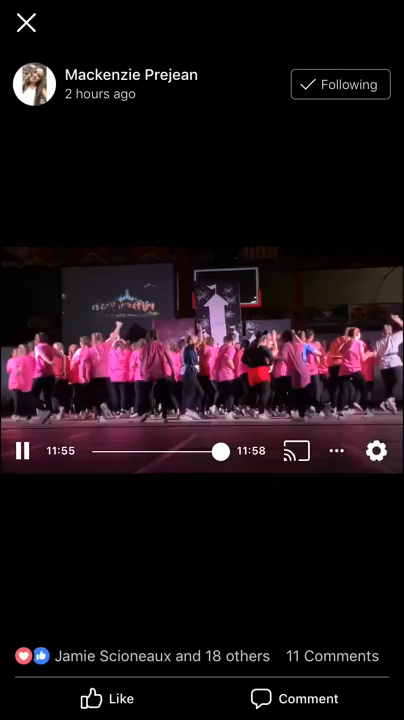 Mackenzie Prejean
2 hours ago
Following
11:55
11:58
Jamie Scioneaux and 18 others 11 Comments
Like
Comment